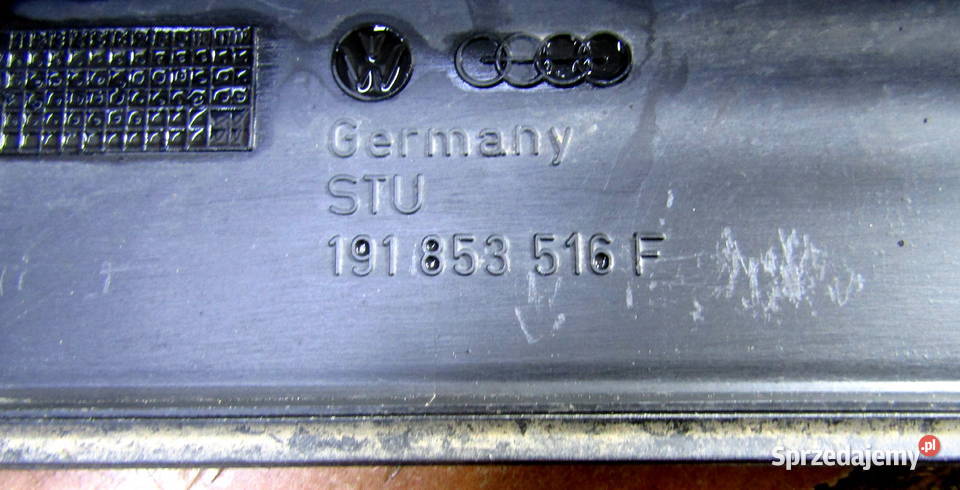 Germany
STU
191 853 516 F
Sprzedajemy.pl